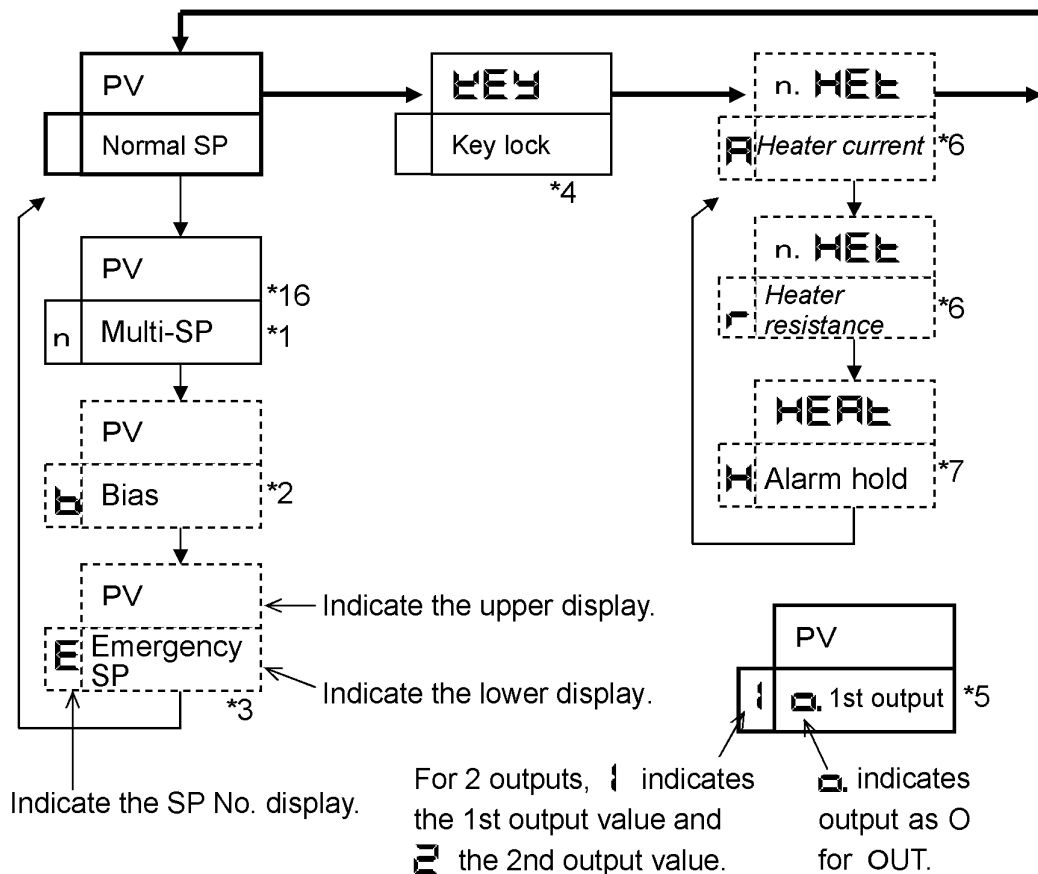 PV
Normal SP
KEY
Key lock
*4
n. HEt
A Heater current *6
n. HEt
r Heater
resistance *6
HEAt
H Alarm hold *7
PV
*16
n Multi-SP *1
PV
b Bias *2
PV
E Emergency
SP
*3
Indicate the upper display.
Indicate the lower display.
Indicate the SP No. display.
PV
1 o. 1st output *5
For 2 outputs, 1 indicates
the 1st output value and
2 the 2nd output value.
o. indicates
output as O
for OUT.